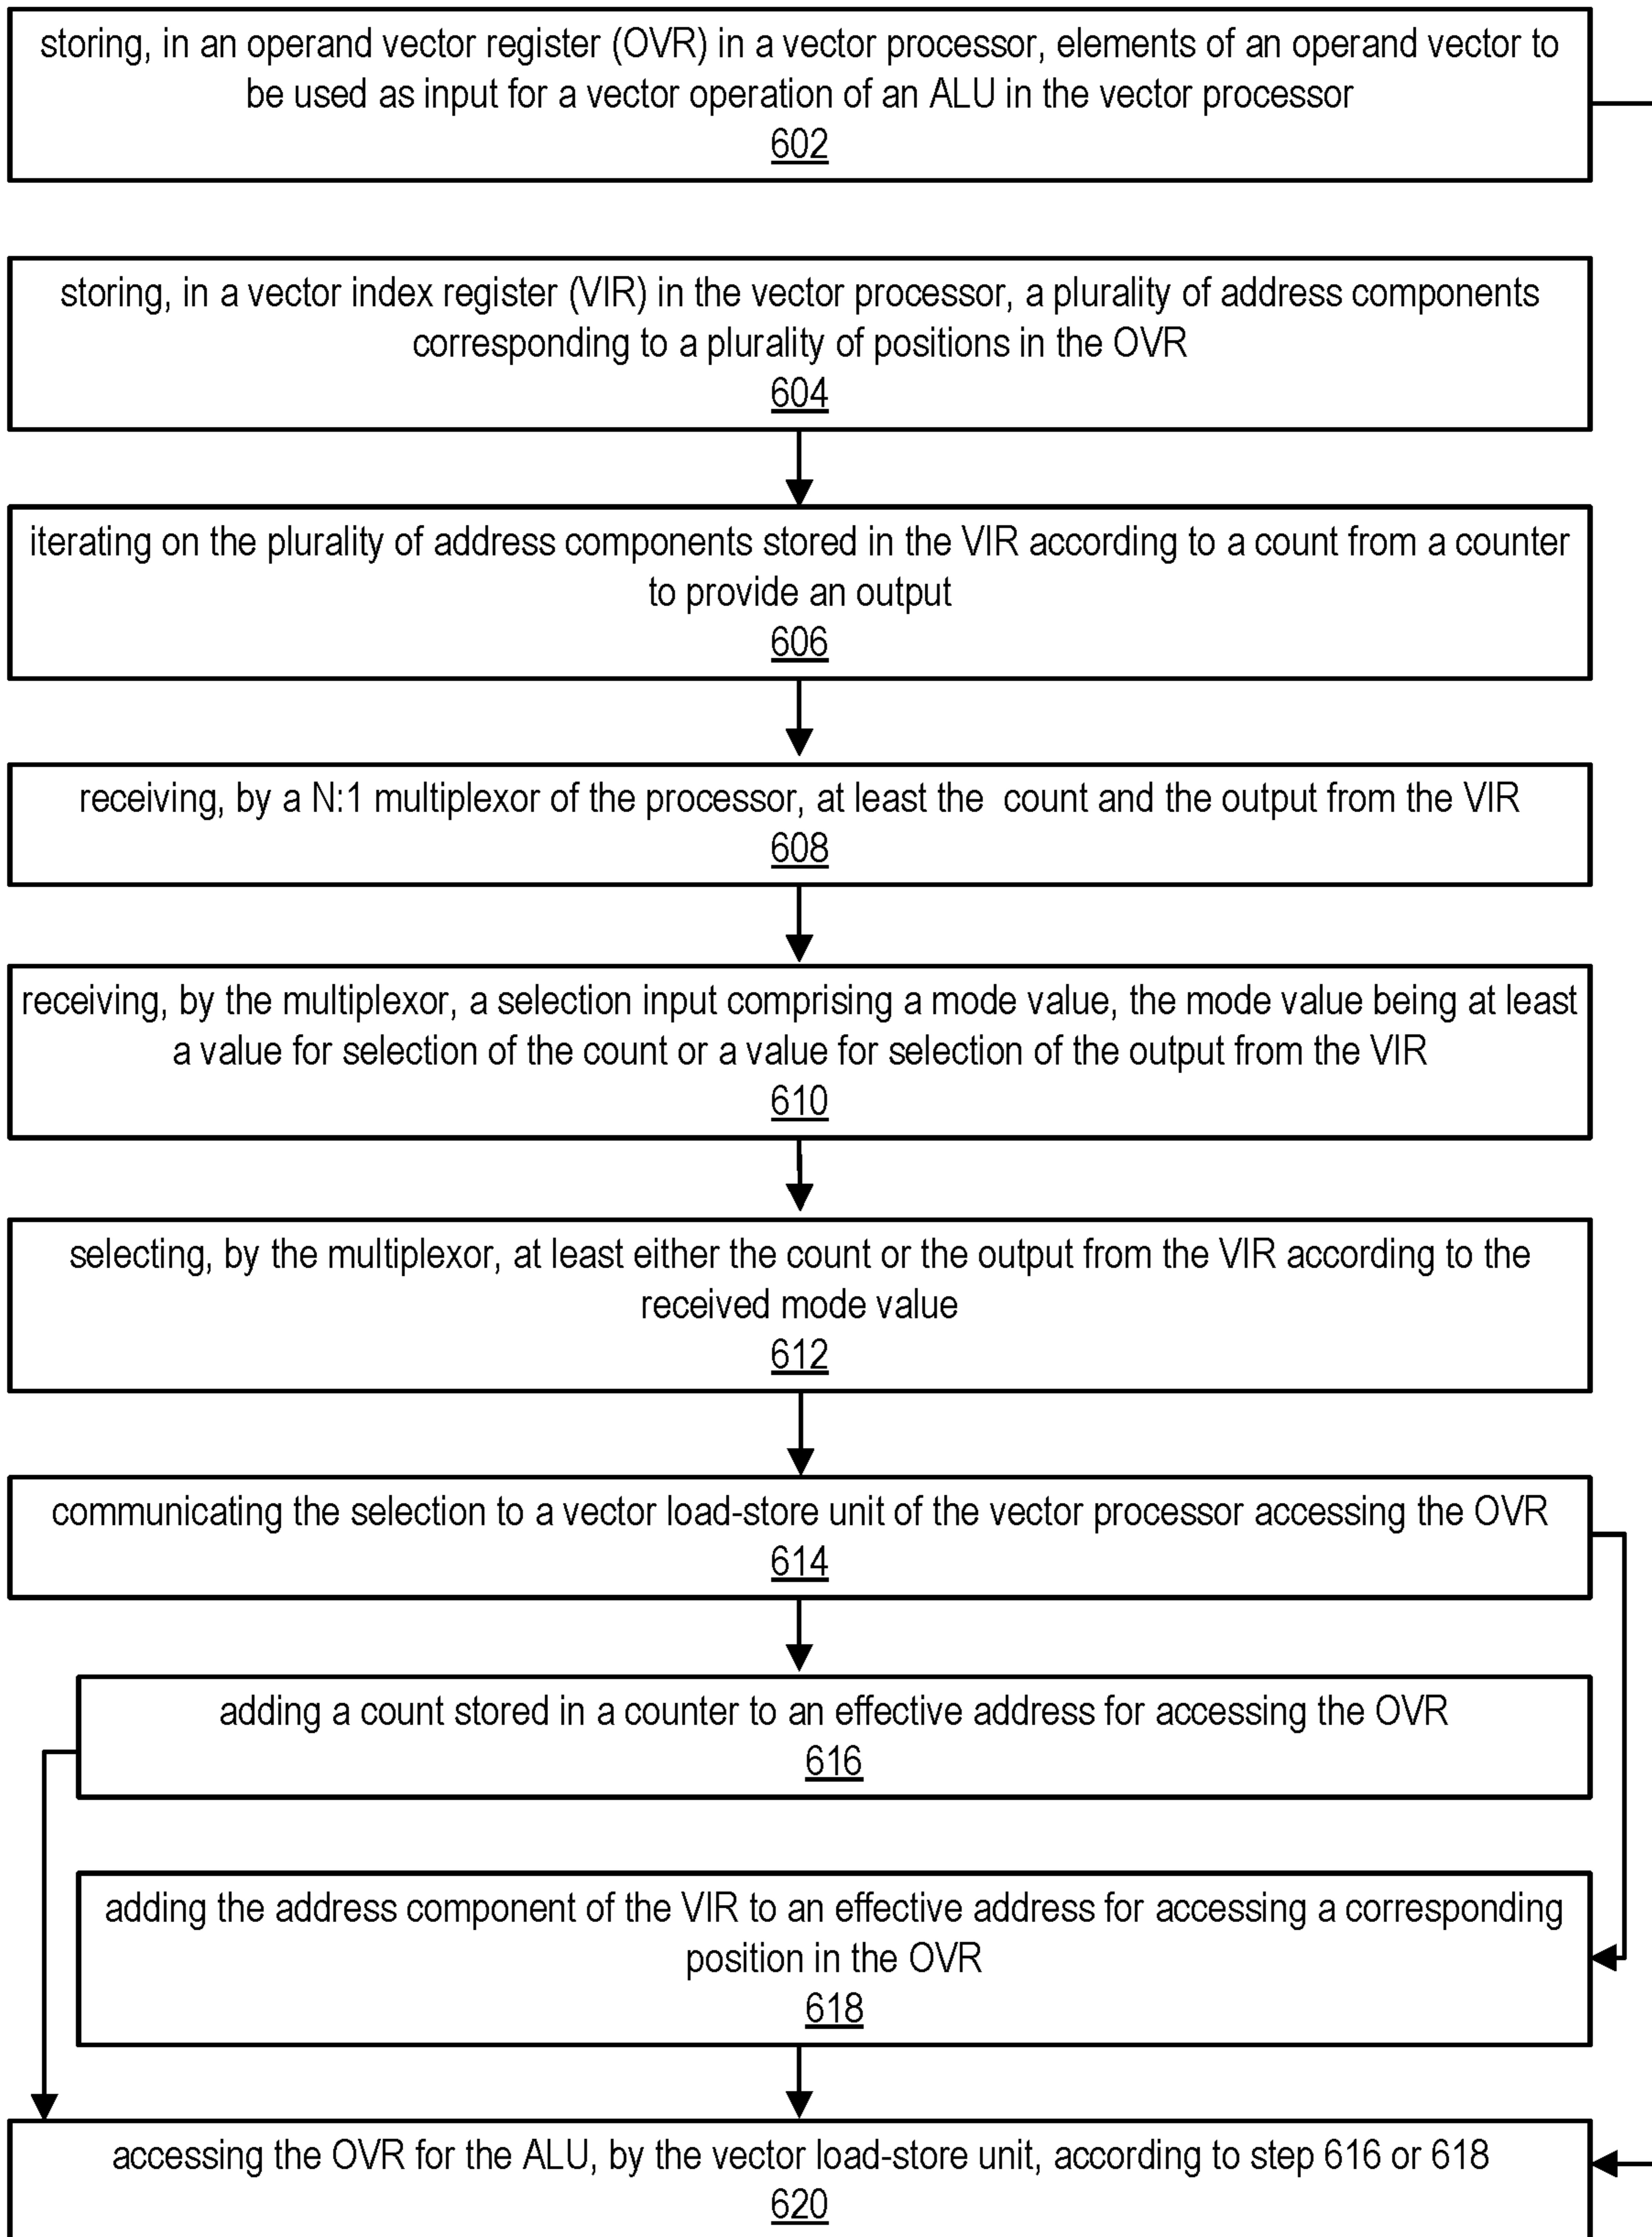 storing, in an operand vector register (OVR) in a vector processor, elements of an operand vector to
be used as input for a vector operation of an ALU in the vector processor
602
storing, in a vector index register (VIR) in the vector processor, a plurality of address components
corresponding to a plurality of positions in the OVR
604
iterating on the plurality of address components stored in the VIR according to a count from a counter
to provide an output
606
receiving, by a N:1 multiplexor of the processor, at least the count and the output from the VIR
608
receiving, by the multiplexor, a selection input comprising a mode value, the mode value being at least
a value for selection of the count or a value for selection of the output from the VIR
610
selecting, by the multiplexor, at least either the count or the output from the VIR according to the
received mode value
612
communicating the selection to a vector load-store unit of the vector processor accessing the OVR
614
adding a count stored in a counter to an effective address for accessing the OVR
616
adding the address component of the VIR to an effective address for accessing a corresponding
position in the OVR
618
accessing the OVR for the ALU, by the vector load-store unit, according to step 616 or 618
620